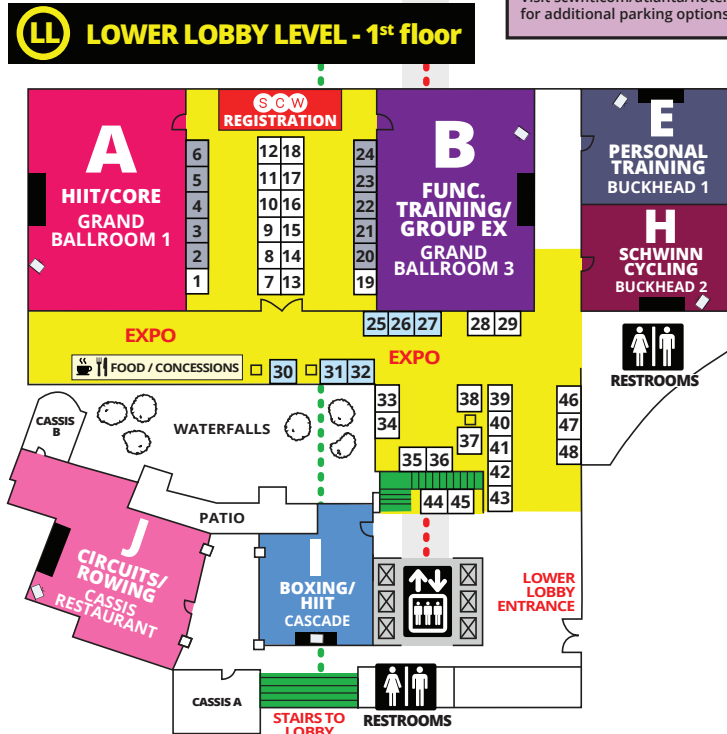 visit scwfit.com/atlanta/hotel
for additional parking options
LL LOWER LOBBY LEVEL - 1st floor
SCW
REGISTRATION
A
HIIT/CORE
GRAND
BALLROOM 1
6
5
4
3
2
1
12 18
11 17
10 16
9 15
8 14
7 13
24
23
22
21
20
19
B
FUNC.
TRAINING/
GROUP EX
GRAND
BALLROOM 3
E
PERSONAL
TRAINING
BUCKHEAD 1
H
SCHWINN
CYCLING
BUCKHEAD 2
25 26 27
28 29
EXPO
EXPO
FOOD / CONCESSIONS
30
31 32
RESTROOMS
33
34
38
37
39
40
41
42
43
46
47
48
35 36
44 45
CASSIS
B
WATERFALLS
PATIO
J
CIRCUITS/
ROWING
CASSIS
RESTAURANT
I
BOXING/
HIIT
CASCADE
LOWER
LOBBY
ENTRANCE
CASSIS A
STAIRS TO
LOBBY
RESTROOMS